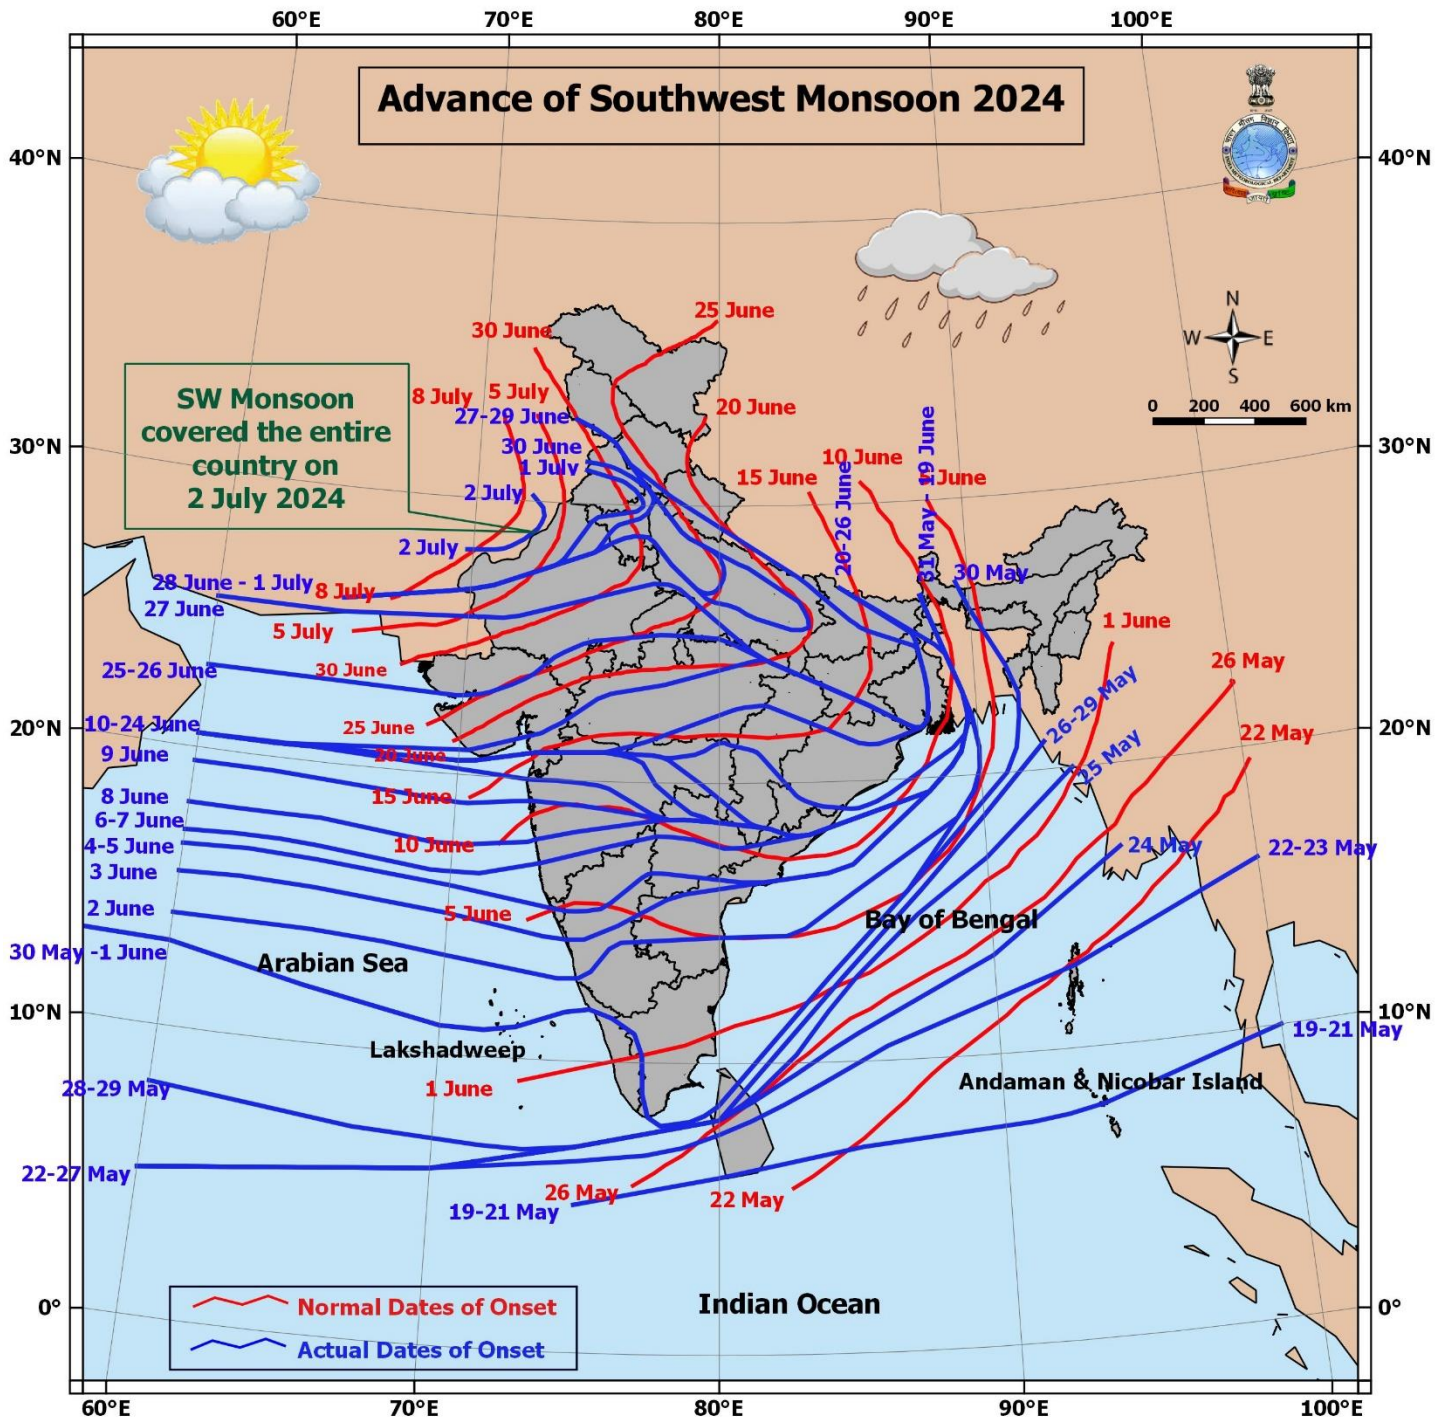 60°E 70°E 80°E 90°E 100°E
Advance of Southwest Monsoon 2024
40°N 40°N
N
W E
S
0 200 400 600 km
25 June
30 June
8 July 5 July
20 June
27-29 June
SW Monsoon
covered the entire
country on
2 July 2024
30 June
1 July
2 July
2 July
30°N 30°N
15 June
10 June
20-26 June
31 May - 19 June
30 May
28 June - 1 July
8 July
27 June
5 July
1 June
30 June
25-26 June
26 May
26-29 May
25 June
10-24 June
20°N 20°N
22 May
20 June
9 June
25 May
15 June
8 June
6-7 June
4-5 June
10 June
24 May
22-23 May
3 June
2 June
5 June
Bay of Bengal
30 May -1 June
Arabian Sea
10°N 10°N
19-21 May
Lakshadweep
28-29 May
1 June
Andaman & Nicobar Island
22-27 May
26 May
22 May
19-21 May
Indian Ocean
0° 0°
Normal Dates of Onset
Actual Dates of Onset
60°E 70°E 80°E 90°E 100°E